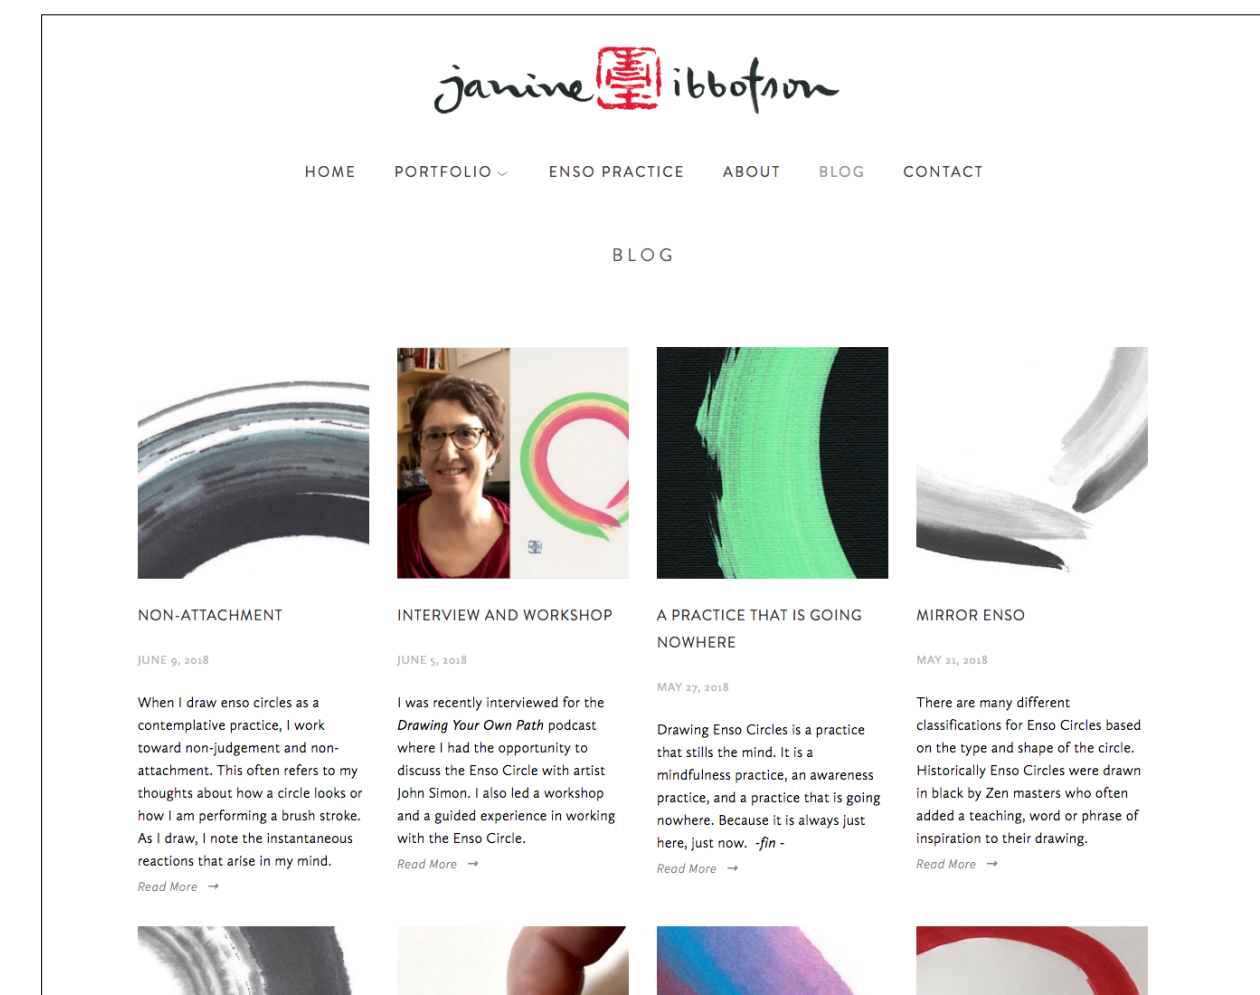 janine ibbotson
HOME PORTFOLIO ENSO PRACTICE ABOUT BLOG CONTACT
BLOG
NON-ATTACHMENT
JUNE 9, 2018
When I draw enso circles as a
contemplative practice, I work
toward non-judgement and non-
attachment. This often refers to my
thoughts about how a circle looks or
how I am performing a brush stroke.
As I draw, I note the instantaneous
reactions that arise in my mind.
Read More →
INTERVIEW AND WORKSHOP
JUNE 5, 2018
I was recently interviewed for the
Drawing Your Own Path podcast
where I had the opportunity to
discuss the Enso Circle with artist
John Simon. I also led a workshop
and a guided experience in working
with the Enso Circle.
Read More →
A PRACTICE THAT IS GOING
NOWHERE
MAY 27, 2018
Drawing Enso Circles is a practice
that stills the mind. It is a
mindfulness practice, an awareness
practice, and a practice that is going
nowhere. Because it is always just
here, just now. -fin -
Read More →
MIRROR ENSO
MAY 21, 2018
There are many different
classifications for Enso Circles based
on the type and shape of the circle.
Historically Enso Circles were drawn
in black by Zen masters who often
added a teaching, word or phrase of
inspiration to their drawing.
Read More →